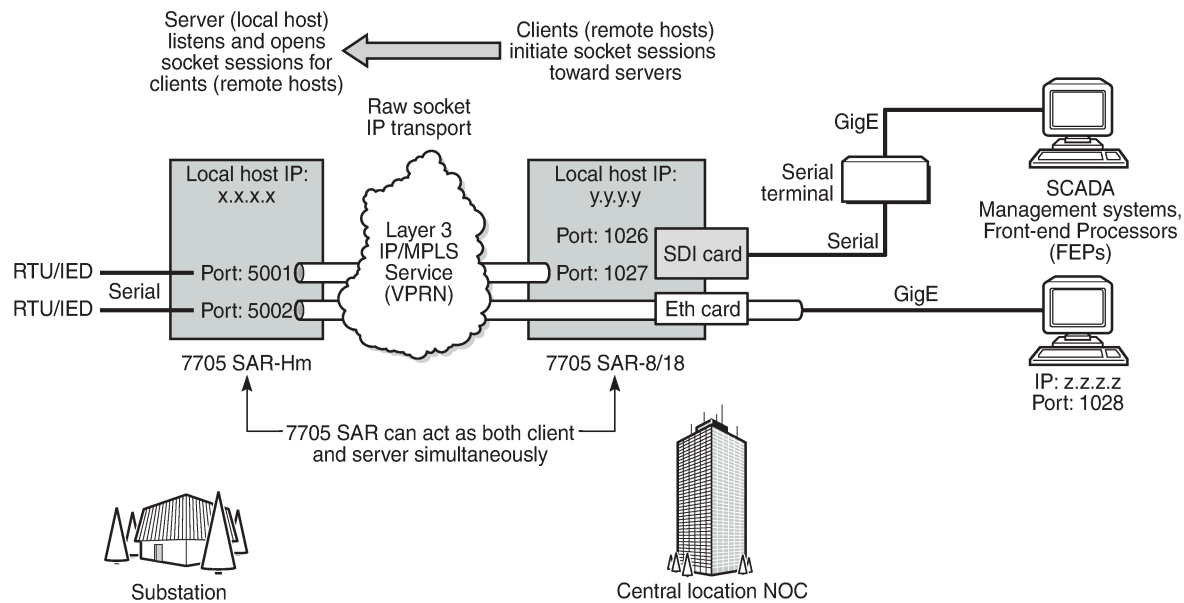 Server (local host)
listens and opens
socket sessions for
clients (remote hosts)
Clients (remote hosts)
initiate socket sessions
toward servers
Raw socket
IP transport
Local host IP:
x.x.x.x
Layer 3
IP/MPLS
Service
(VPRN)
Local host IP:
y.y.y.y
Port: 1026
Port: 1027
SDI card
Eth card
RTU/IED
Serial
RTU/IED
Port: 5001
Port: 5002
GigE
Serial
terminal
Serial
SCADA
Management systems,
Front-end Processors
(FEPs)
GigE
IP: z.z.z.z
Port: 1028
7705 SAR-Hm
7705 SAR-8/18
7705 SAR can act as both client
and server simultaneously
Substation
Central location NOC